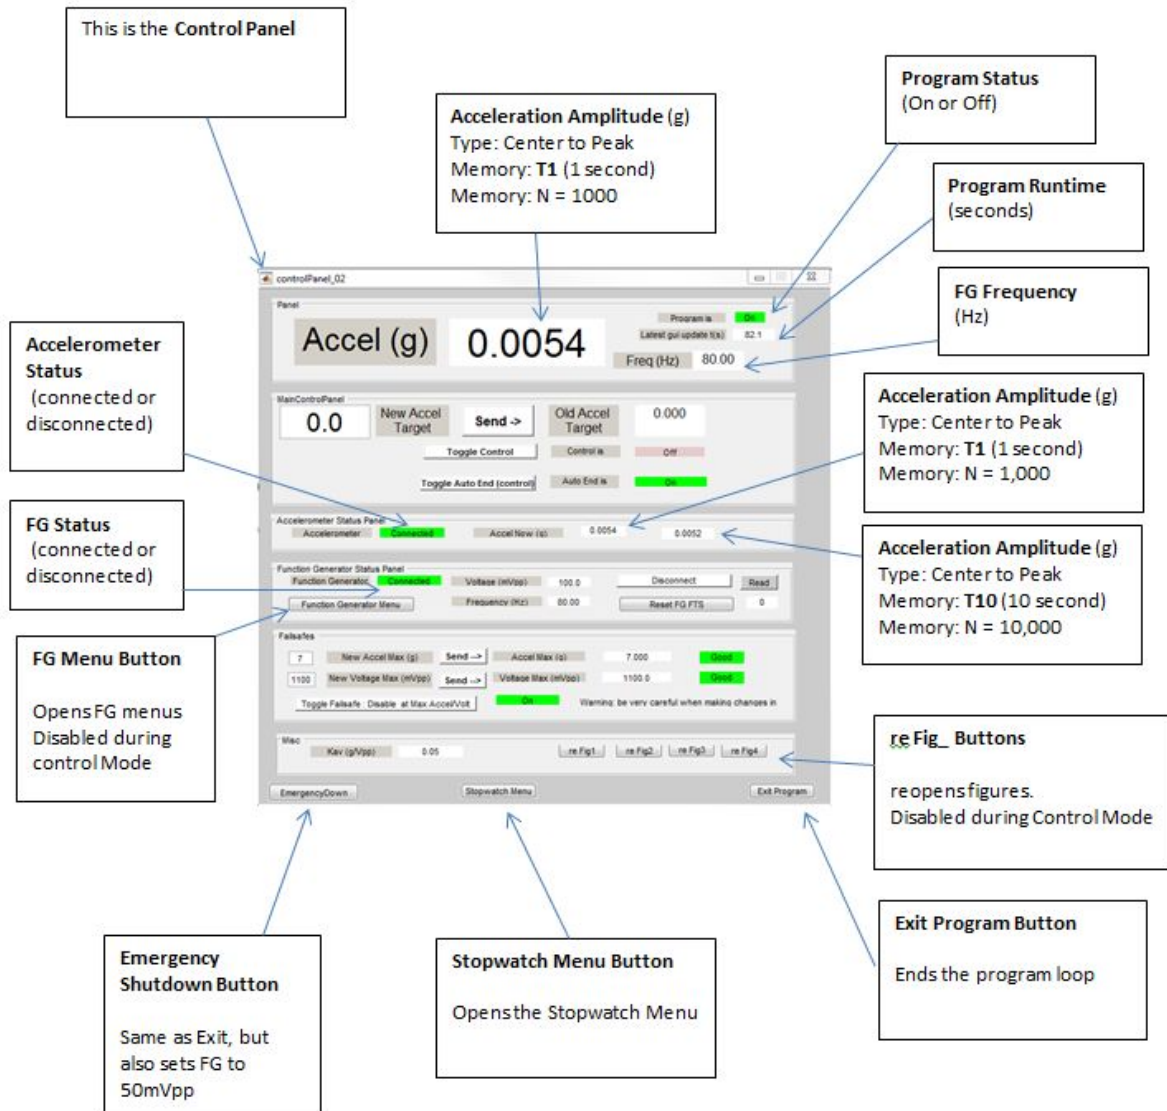 This is the Control Panel
Acceleration Amplitude (g)
Type: Center to Peak
Memory: T1 (1 second)
Memory: N = 1000
Program Status
(On or Off)
Program Runtime
(seconds)
FG Frequency
(Hz)
Accelerometer
Status
(connected or
disconnected)
FG Status
(connected or
disconnected)
FG Menu Button
Opens FG menus
Disabled during
control Mode
controlPanel_02
Panel
Accel (g)
0.0054
Program is
On
Latest gui update t(s)
82.1
Freq (Hz)
80.00
MainControlPanel
0.0
New Accel
Target
Send ->
Old Accel
Target
0.000
Toggle Control
Control is
Off
Toggle Auto End (control)
Auto End is
On
Accelerometer Status Panel
Accelerometer
Connected
Accel Now (g)
0.0054
0.0052
Function Generator Status Panel
Function Generator
Connected
Voltage (mVpp)
100.0
Disconnect
Read
Function Generator Menu
Frequency (Hz)
80.00
Reset FG FTS
0
Failsafes
7
New Accel Max (g)
Send -->
Accel Max (g)
7.000
Good
1100
New Voltage Max (mVpp)
Send -->
Voltage Max (mVpp)
1100.0
Good
Toggle Failsafe : Disable at Max Accel/Volt
On
Warning: be very careful when making changes in
Misc
Kav (g/Vpp)
0.05
re Fig1
re Fig2
re Fig3
re Fig4
EmergencyDown
Stopwatch Menu
Exit Program
Acceleration Amplitude (g)
Type: Center to Peak
Memory: T1 (1 second)
Memory: N = 1,000
Acceleration Amplitude (g)
Type: Center to Peak
Memory: T10 (10 second)
Memory: N = 10,000
re Fig_ Buttons
reopens figures.
Disabled during Control Mode
Emergency
Shutdown Button
Same as Exit, but
also sets FG to
50mVpp
Stopwatch Menu Button
Opens the Stopwatch Menu
Exit Program Button
Ends the program loop